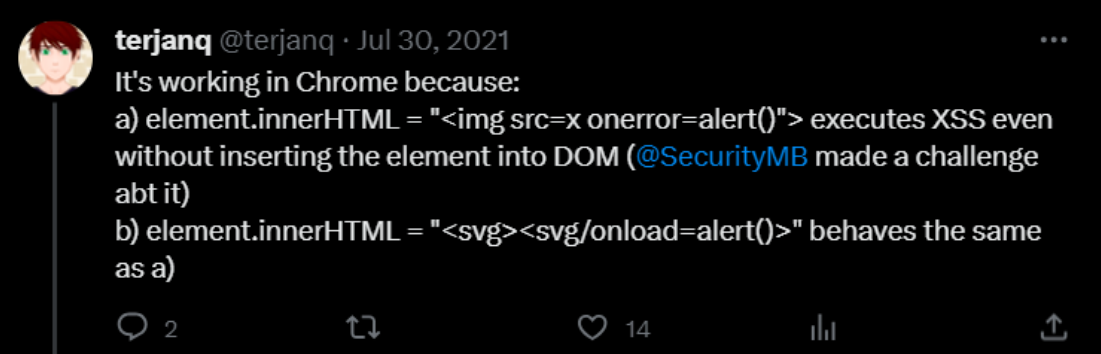 terjanq @terjanq · Jul 30, 2021
It's working in Chrome because:
a) element.innerHTML = "<img src=x onerror=alert()"> executes XSS even
without inserting the element into DOM (@SecurityMB made a challenge
abt it)
b) element.innerHTML = "<svg><svg/onload=alert()>" behaves the same
as a)
2 14